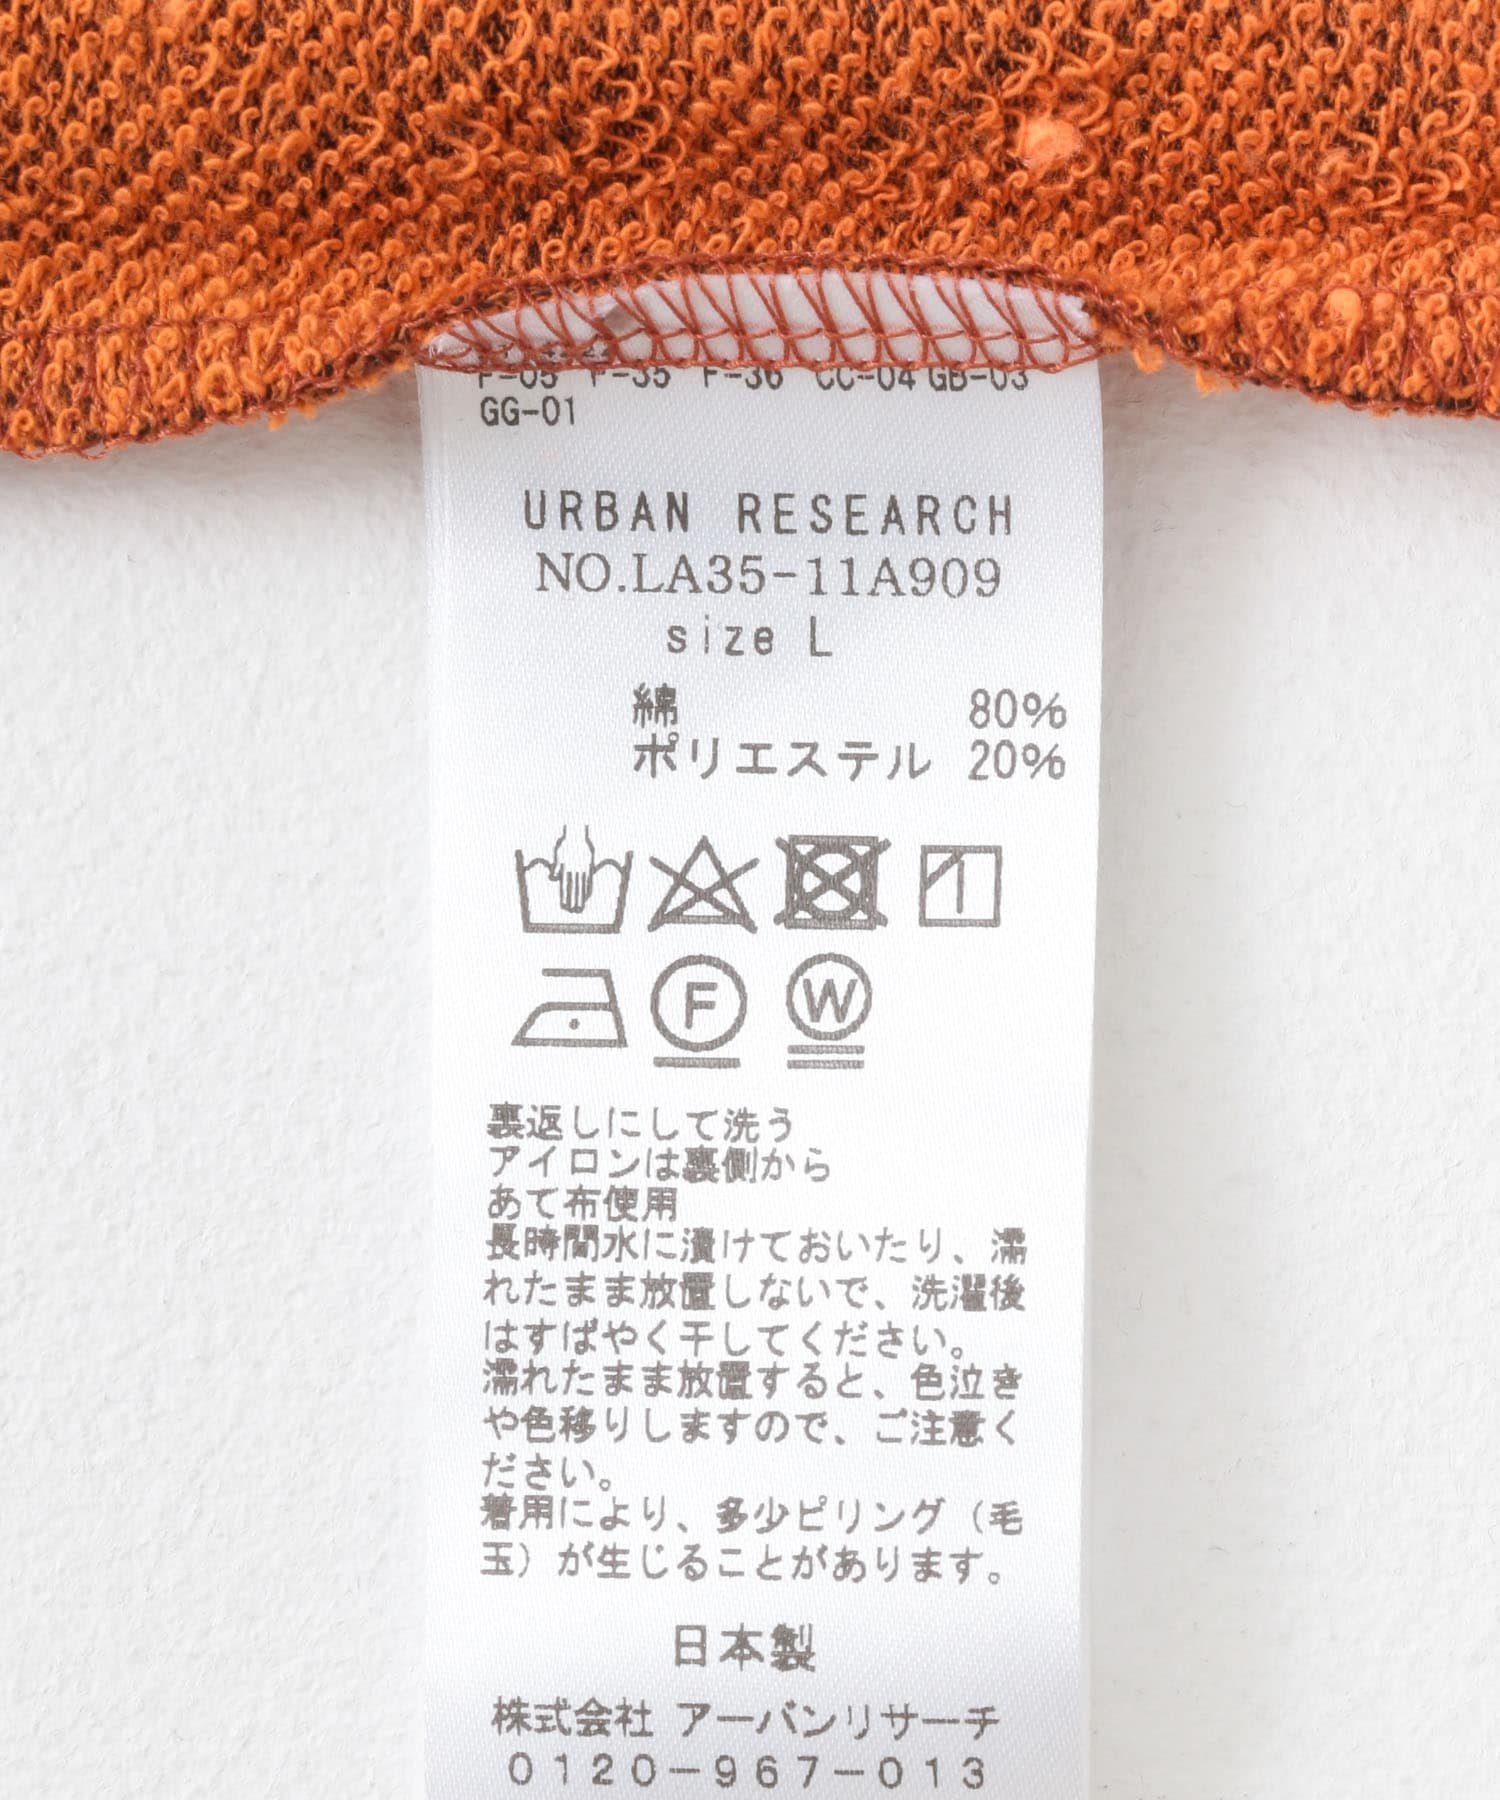 F-05 F-35 F-36 CC-04 GB-03
GG-01
URBAN RESEARCH
NO.LA35-11A909
size L
綿 80%
ポリエステル 20%
F W
裏返しにして洗う
アイロンは裏側から
あて布使用
長時間水に漬けておいたり、濡
れたまま放置しないで、洗濯後
はすばやく干してください。
濡れたまま放置すると、色泣き
や色移りしますので、ご注意く
ださい。
着用により、多少ピリング(毛
玉)が生じることがあります。
日本製
株式会社 アーバンリサーチ
0120-967-013